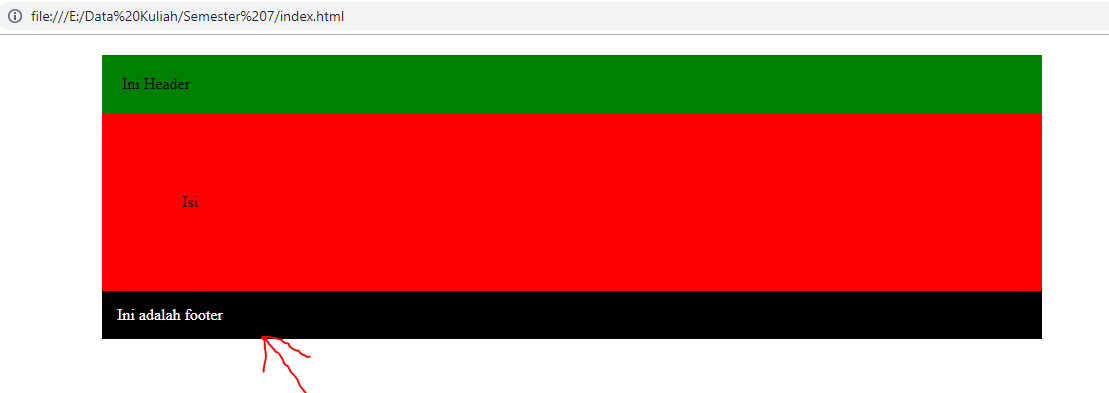 file:///E:/Data%20Kuliah/Semester%207/index.html
Ini Header
Isi
Ini adalah footer